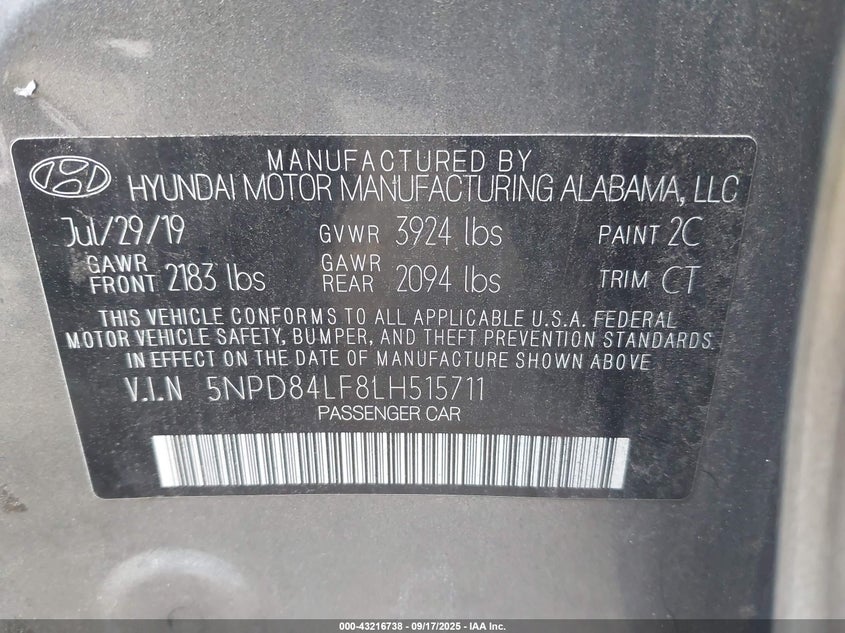 MANUFACTURED BY
HYUNDAI MOTOR MANUFACTURING ALABAMA, LLC
Jul/29/19 GVWR 3924 lbs PAINT 2C
GAWR FRONT 2183 lbs GAWR REAR 2094 lbs TRIM CT
THIS VEHICLE CONFORMS TO ALL APPLICABLE U.S.A. FEDERAL
MOTOR VEHICLE SAFETY, BUMPER, AND THEFT PREVENTION STANDARDS
IN EFFECT ON THE DATE OF MANUFACTURE SHOWN ABOVE
V.I.N 5NPD84LF8LH515711
PASSENGER CAR
000-43216738 - 09/17/2025 - IAA Inc.